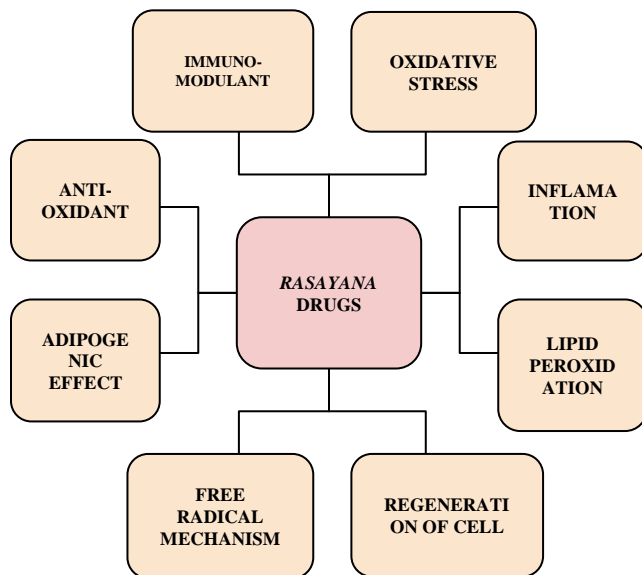 IMMUNO-
MODULANT
OXIDATIVE
STRESS
ANTI-
OXIDANT
INFLAMA
TION
RASAYANA
DRUGS
ADIPOGE
NIC
EFFECT
LIPID
PEROXID
ATION
FREE
RADICAL
MECHANISM
REGENERATI
ON OF CELL